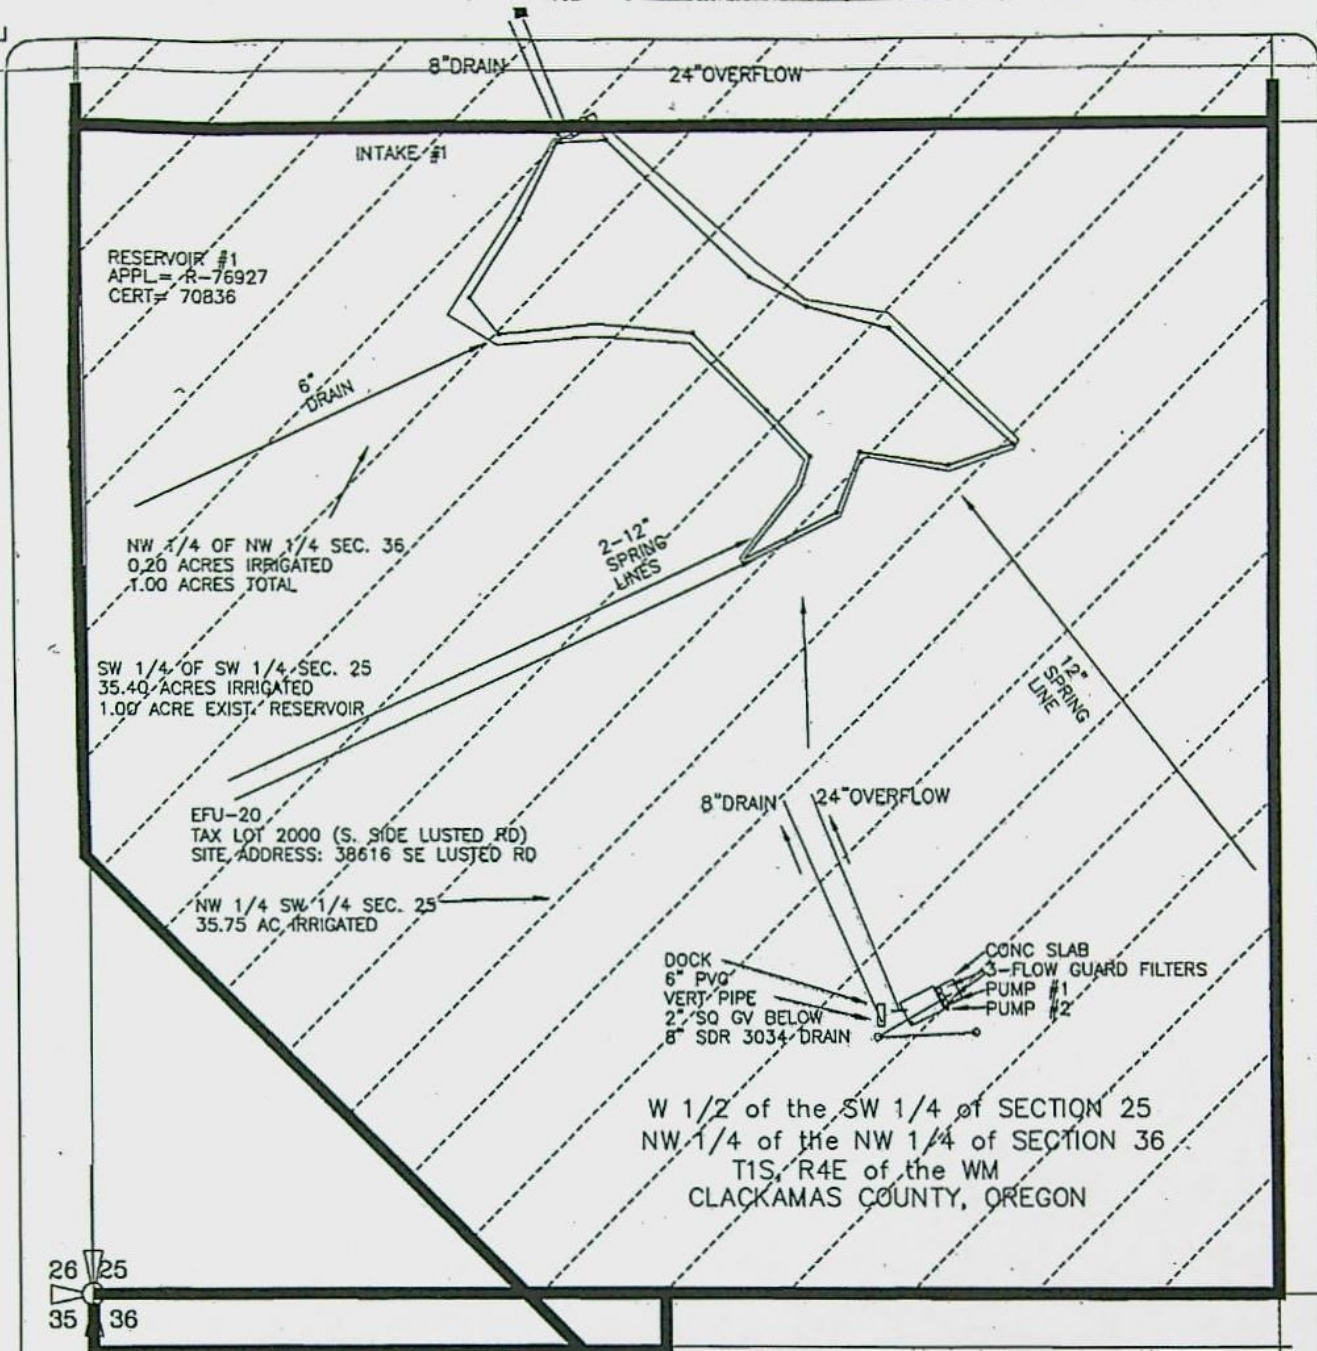 8"DRAIN
24"OVERFLOW
INTAKE #1
RESERVOIR #1
APPL= R-76927
CERT= 70836
6"
DRAIN
NW 1/4 OF NW 1/4 SEC. 36
0.20 ACRES IRRIGATED
1.00 ACRES TOTAL
2-12"
SPRING
LINES
SW 1/4 OF SW 1/4 SEC. 25
35.40 ACRES IRRIGATED
1.00 ACRE EXIST. RESERVOIR
12"
SPRING
LINE
8"DRAIN
24"OVERFLOW
EFU-20
TAX LOT 2000 (S. SIDE LUSTED RD)
SITE ADDRESS: 38616 SE LUSTED RD
NW 1/4 SW 1/4 SEC. 25
35.75 AC IRRIGATED
DOCK
6" PVC
VERT PIPE
2" SQ GV BELOW
8" SDR 3034 DRAIN
CONC SLAB
3-FLOW GUARD FILTERS
PUMP #1
PUMP #2
W 1/2 of the SW 1/4 of SECTION 25
NW 1/4 of the NW 1/4 of SECTION 36
T1S, R4E of the WM
CLACKAMAS COUNTY, OREGON
26 25
35 36